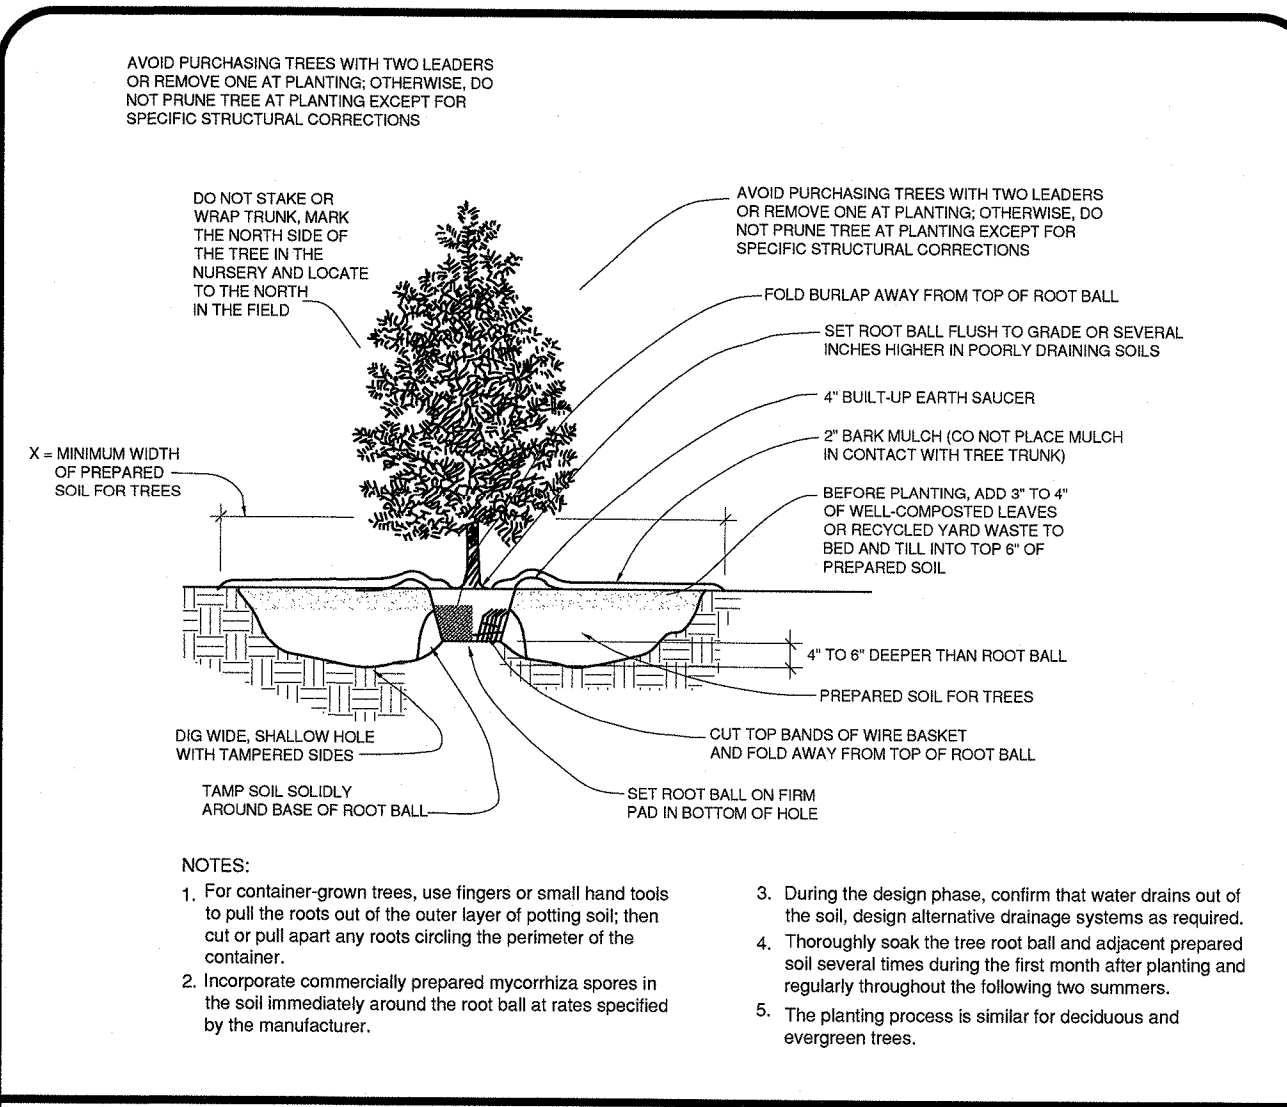 AVOID PURCHASING TREES WITH TWO LEADERS
OR REMOVE ONE AT PLANTING; OTHERWISE, DO
NOT PRUNE TREE AT PLANTING EXCEPT FOR
SPECIFIC STRUCTURAL CORRECTIONS
DO NOT STAKE OR
WRAP TRUNK, MARK
THE NORTH SIDE OF
THE TREE IN THE
NURSERY AND LOCATE
TO THE NORTH
IN THE FIELD
AVOID PURCHASING TREES WITH TWO LEADERS
OR REMOVE ONE AT PLANTING; OTHERWISE, DO
NOT PRUNE TREE AT PLANTING EXCEPT FOR
SPECIFIC STRUCTURAL CORRECTIONS
FOLD BURLAP AWAY FROM TOP OF ROOT BALL
SET ROOT BALL FLUSH TO GRADE OR SEVERAL
INCHES HIGHER IN POORLY DRAINING SOILS
4" BUILT-UP EARTH SAUCER
2" BARK MULCH (CO NOT PLACE MULCH
IN CONTACT WITH TREE TRUNK)
X = MINIMUM WIDTH
OF PREPARED
SOIL FOR TREES
BEFORE PLANTING, ADD 3" TO 4"
OF WELL-COMPOSTED LEAVES
OR RECYCLED YARD WASTE TO
BED AND TILL INTO TOP 6" OF
PREPARED SOIL
4" TO 6" DEEPER THAN ROOT BALL
PREPARED SOIL FOR TREES
DIG WIDE, SHALLOW HOLE
WITH TAMPERED SIDES
CUT TOP BANDS OF WIRE BASKET
AND FOLD AWAY FROM TOP OF ROOT BALL
TAMP SOIL SOLIDLY
AROUND BASE OF ROOT BALL
SET ROOT BALL ON FIRM
PAD IN BOTTOM OF HOLE
NOTES:
1. For container-grown trees, use fingers or small hand tools
to pull the roots out of the outer layer of potting soil; then
cut or pull apart any roots circling the perimeter of the
container.
2. Incorporate commercially prepared mycorrhiza spores in
the soil immediately around the root ball at rates specified
by the manufacturer.
3. During the design phase, confirm that water drains out of
the soil, design alternative drainage systems as required.
4. Thoroughly soak the tree root ball and adjacent prepared
soil several times during the first month after planting and
regularly throughout the following two summers.
5. The planting process is similar for deciduous and
evergreen trees.